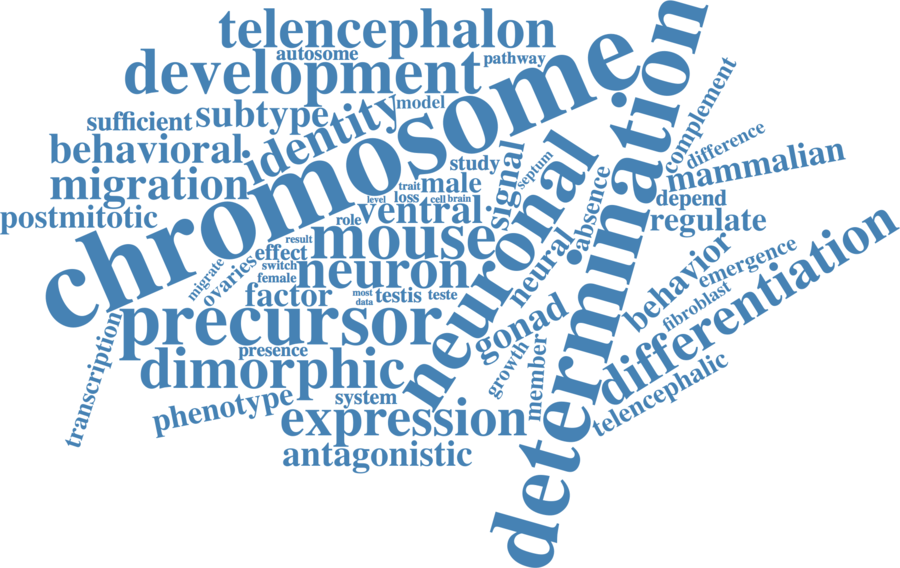 telencephalon
autosome
development
pathway
chromosome
determination
sufficient
subtype
identity
model
complement
behavioral
difference
study
signal
septum
neuronal
mammalian
migration
trait
male
absence
depend
postmitotic
level
loss
cell
brain
role
ventral
regulate
result
mouse
neural
behavior
differentiation
effect
switch
neuron
emergence
migrate
ovaries
female
factor
most
data
testis
teste
fibroblast
precursor
gonad
transcription
presence
growth
member
dimorphic
telencephalic
phenotype
system
expression
antagonistic